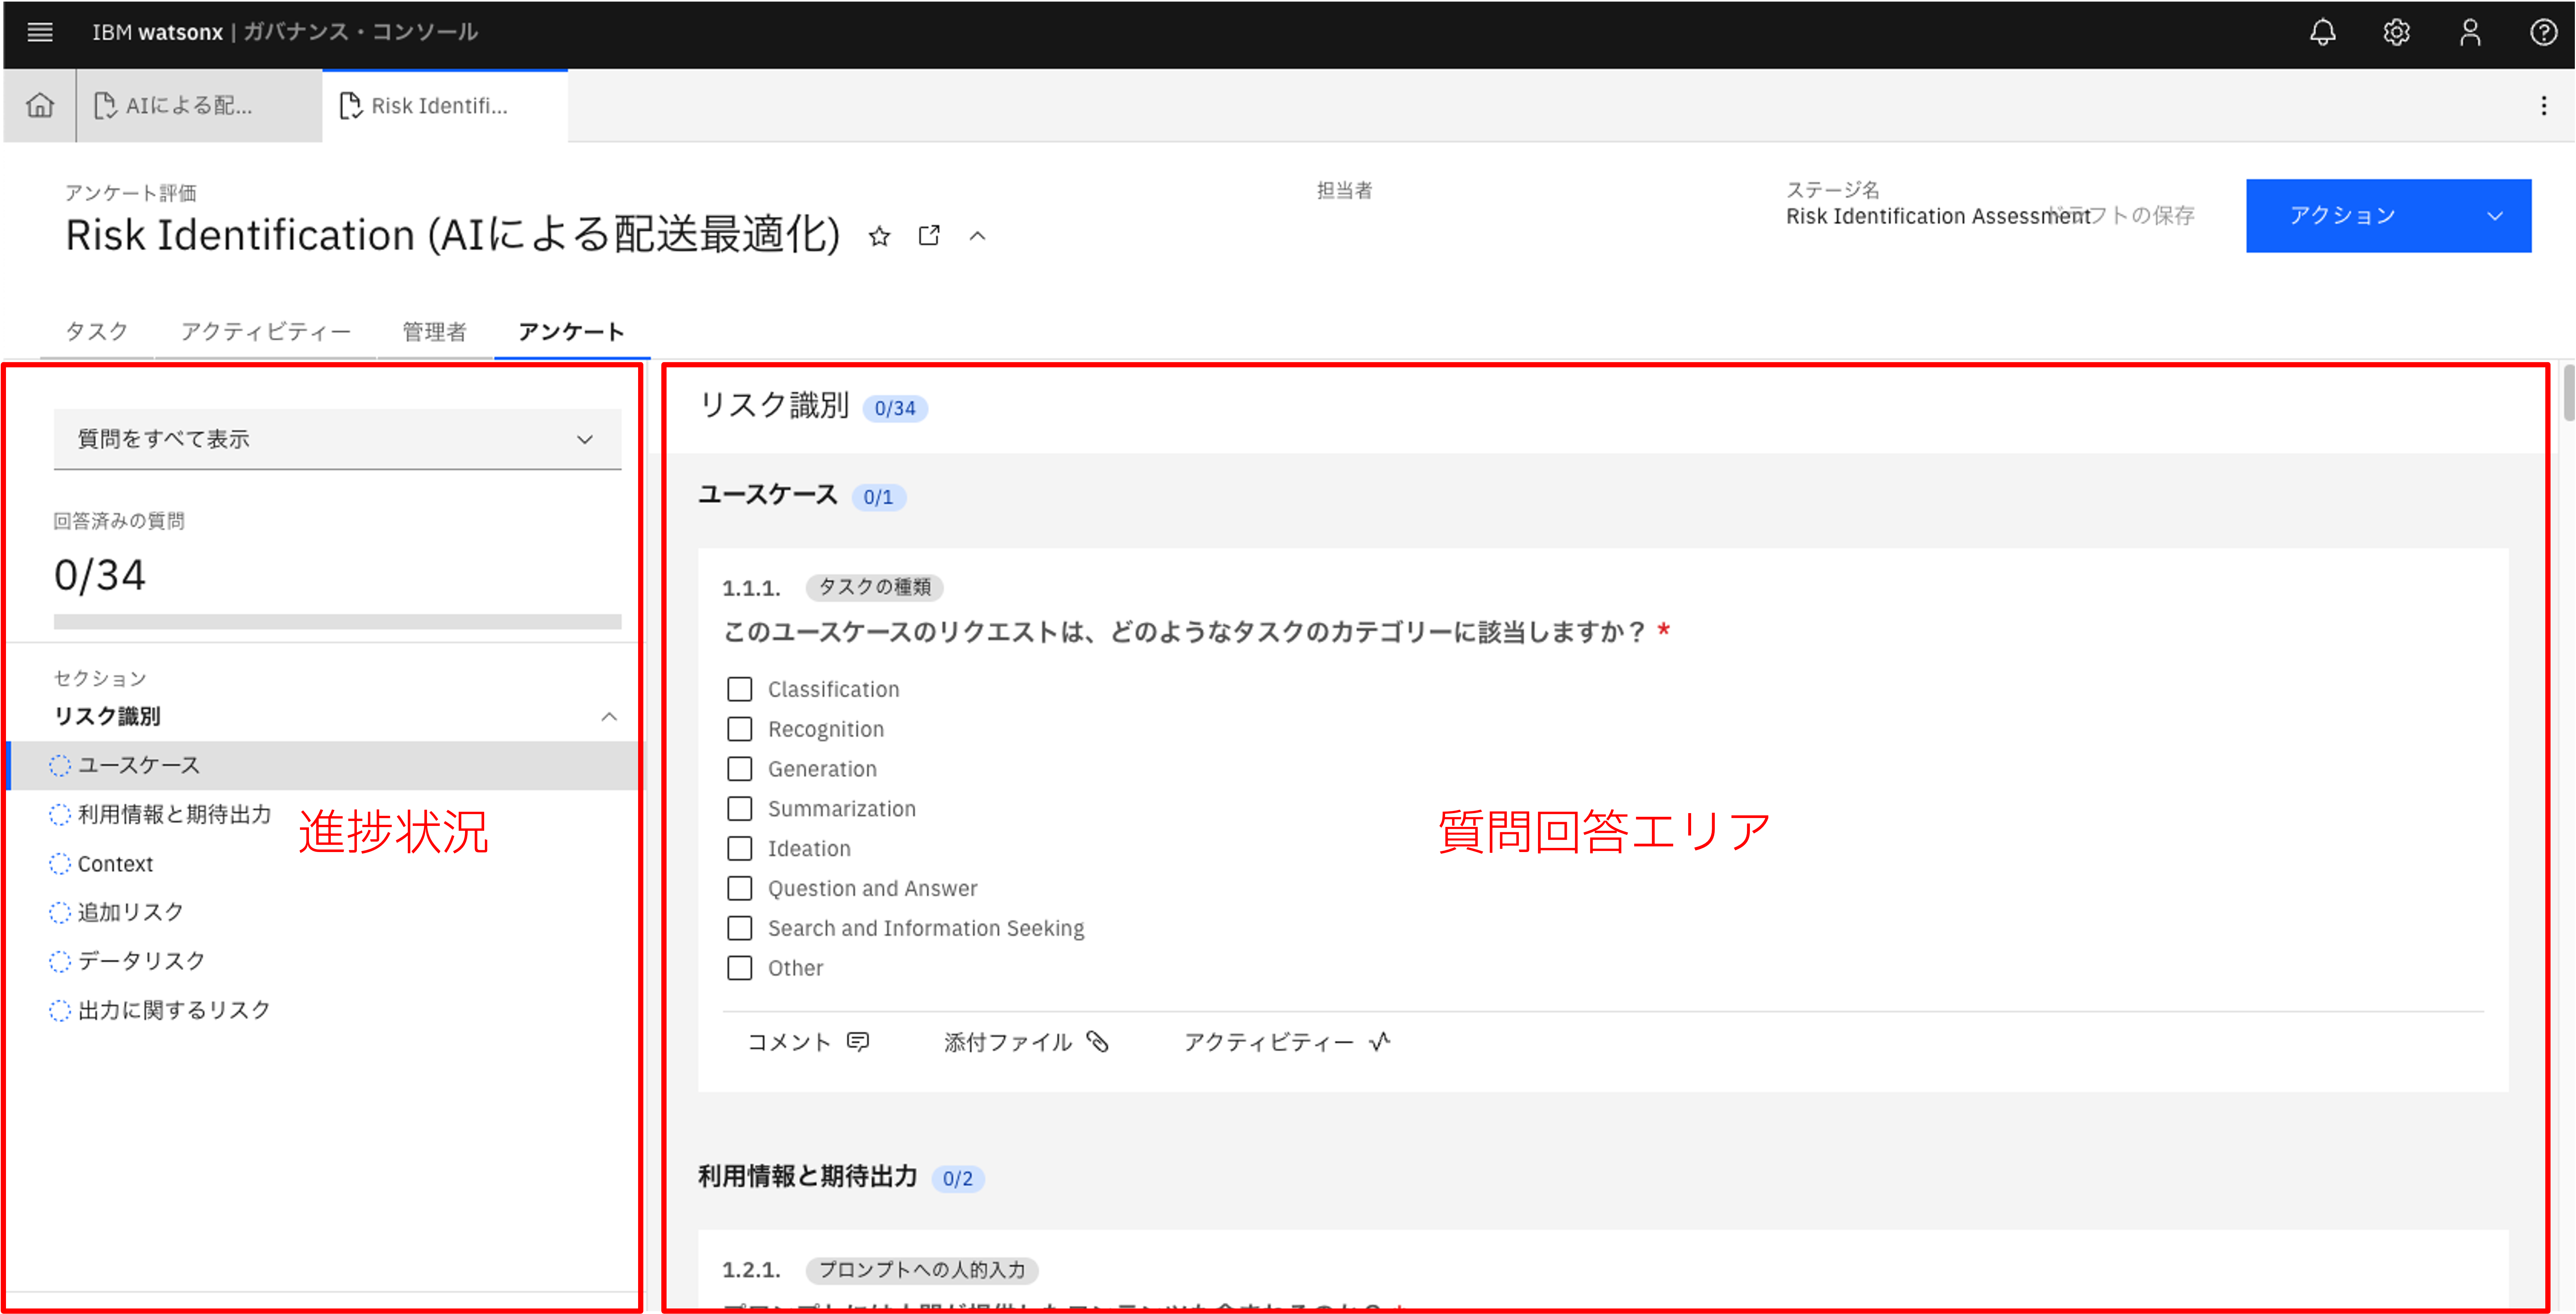 IBM watsonx | ガバナンス・コンソール
AIによる配...
Risk Identifi...
アンケート評価
Risk Identification (AIによる配送最適化)
担当者
ステージ名
Risk Identification Assessment
ドラフトの保存
アクション
タスク
アクティビティー
管理者
アンケート
質問をすべて表示
回答済みの質問
0/34
セクション
リスク識別
ユースケース
利用情報と期待出力
Context
追加リスク
データリスク
出力に関するリスク
進捗状況
リスク識別 0/34
ユースケース 0/1
1.1.1. タスクの種類
このユースケースのリクエストは、どのようなタスクのカテゴリーに該当しますか？ *
Classification
Recognition
Generation
Summarization
Ideation
Question and Answer
Search and Information Seeking
Other
質問回答エリア
コメント
添付ファイル
アクティビティー
利用情報と期待出力 0/2
1.2.1. プロンプトへの人的入力